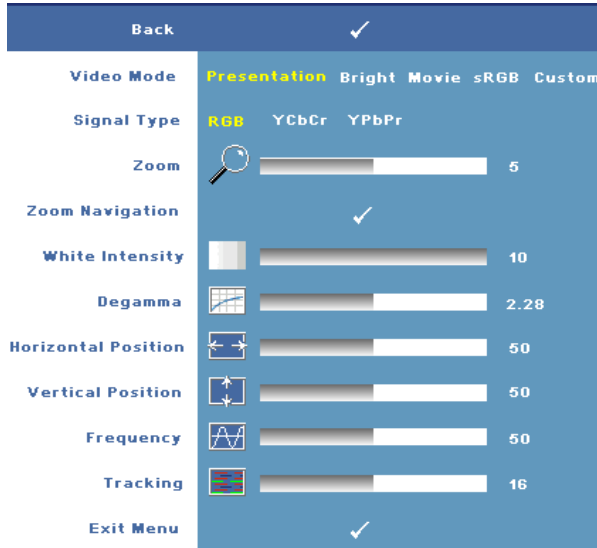 Back
Video Mode Presentation Bright Movie sRGB Custom
Signal Type RGB YCbCr YPbPr
Zoom 5
Zoom Navigation
White Intensity 10
Degamma 2.28
Horizontal Position 50
Vertical Position 50
Frequency 50
Tracking 16
Exit Menu